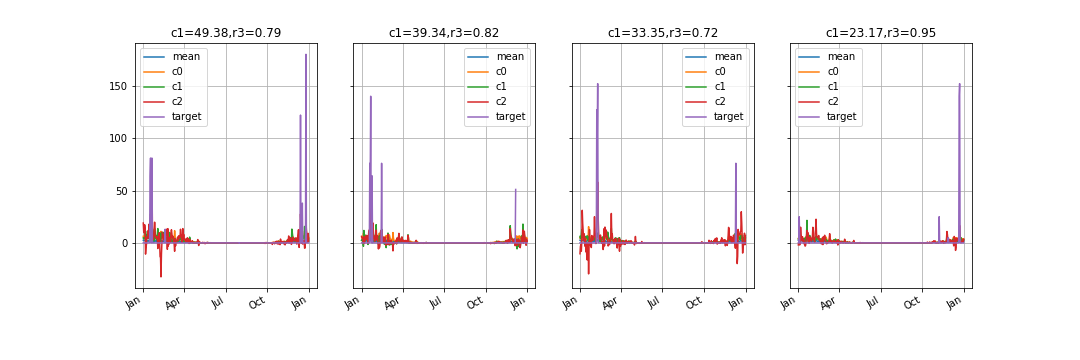 c1=49.38,r3=0.79
c1=39.34,r3=0.82
c1=33.35,r3=0.72
c1=23.17,r3=0.95
mean
c0
c1
c2
target
mean
c0
c1
c2
target
mean
c0
c1
c2
target
mean
c0
c1
c2
target
150
100
50
0
Jan Apr Jul Oct Jan
Jan Apr Jul Oct Jan
Jan Apr Jul Oct Jan
Jan Apr Jul Oct Jan